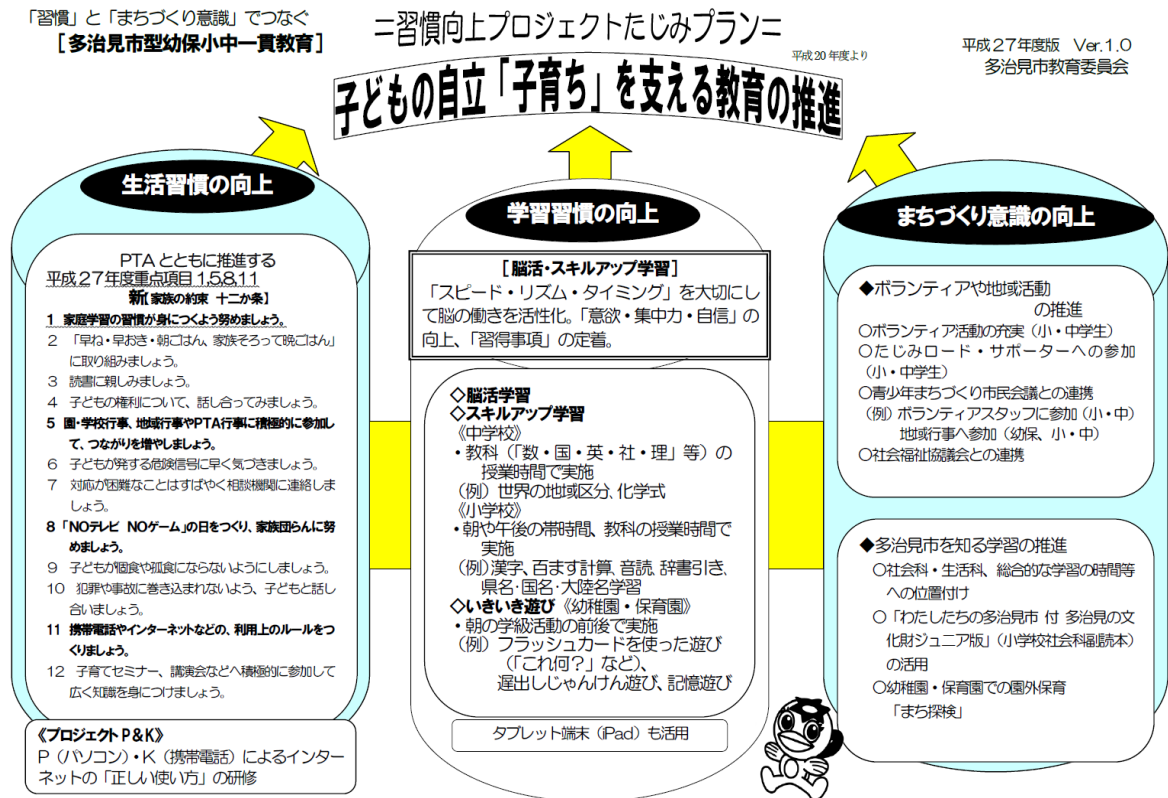 「習慣」と「まちづくり意識」でつなぐ
[多治見市型幼保小中一貫教育]
=習慣向上プロジェクトたじみプラン=
平成20年度より
平成27年度版 Ver.1.0
多治見市教育委員会
子どもの自立「子育ち」を支える教育の推進
生活習慣の向上
PTAとともに推進する
平成27年度重点項目 1,5,8,11
新[家族の約束 十二か条]
1 家庭学習の習慣が身につくよう努めましょう。
2 「早ね・早おき・朝ごはん、家族そろって晩ごはん」
に取り組みましょう。
3 読書に親しみましょう。
4 子どもの権利について、話し合ってみましょう。
5 園・学校行事、地域行事やPTA行事に積極的に参加し
て、つながりを増やしましょう。
6 子どもが発する危険信号に早く気づきましょう。
7 対応が困難なことはすばやく相談機関に連絡しま
しょう。
8 「NOテレビ NOゲーム」の日をつくり、家族団らんに努
めましょう。
9 子どもが個食や孤食にならないようにしましょう。
10 犯罪や事故に巻き込まれないよう、子どもと話し
合いましょう。
11 携帯電話やインターネットなどの、利用上のルールをつ
くりましょう。
12 子育てセミナー、講演会などへ積極的に参加して
広く知識を身につけましょう。
《プロジェクトP&K》
P（パソコン）・K（携帯電話）によるインター
ネットの「正しい使い方」の研修
学習習慣の向上
[脳活・スキルアップ学習]
「スピード・リズム・タイミング」を大切にし
て脳の働きを活性化。「意欲・集中力・自信」の
向上、「習得事項」の定着。
◇脳活学習
◇スキルアップ学習
《中学校》
・教科（「数・国・英・社・理」等）の
授業時間で実施
（例）世界の地域区分、化学式
《小学校》
・朝や午後の帯時間、教科の授業時間で
実施
（例）漢字、百ます計算、音読、辞書引き、
県名・国名・大陸名学習
◇いきいき遊び《幼稚園・保育園》
・朝の学級活動の前後で実施
（例）フラッシュカードを使った遊び
（「これ何？」など）、
遅出しじゃんけん遊び、記憶遊び
タブレット端末（iPad）も活用
まちづくり意識の向上
◆ボランティアや地域活動
の推進
○ボランティア活動の充実（小・中学生）
○たじみロード・サポーターへの参加
（小・中学生）
○青少年まちづくり市民会議との連携
（例）ボランティアスタッフに参加（小・中）
地域行事へ参加（幼保、小・中）
○社会福祉協議会との連携
◆多治見市を知る学習の推進
○社会科・生活科、総合的な学習の時間等
への位置付け
○「わたしたちの多治見市 付 多治見の文
化財ジュニア版」（小学校社会科副読本）
の活用
○幼稚園・保育園での園外保育
「まち探検」